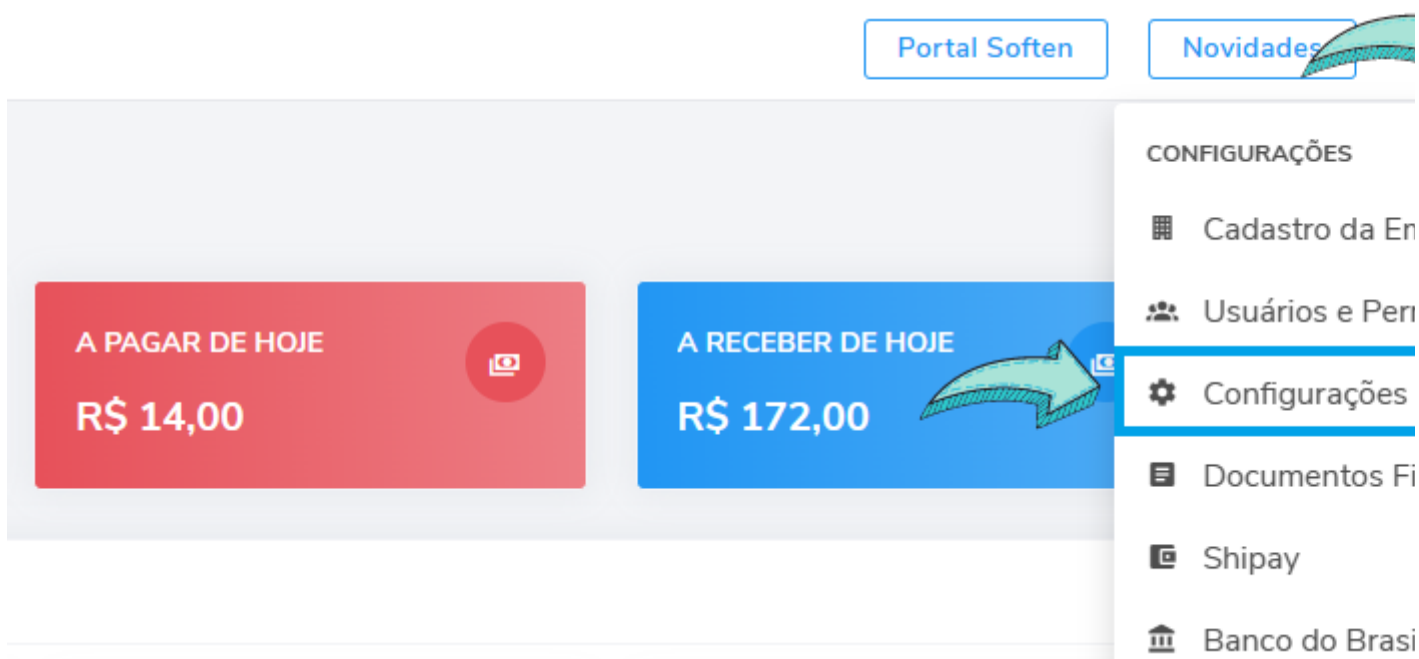 Portal Soften
Novidades
CONFIGURAÇÕES
Cadastro da
Usuários e
A PAGAR DE HOJE
R$ 14,00
A RECEBER DE HOJE
R$ 172,00
Configurações
Documentos
Shipay
Banco do